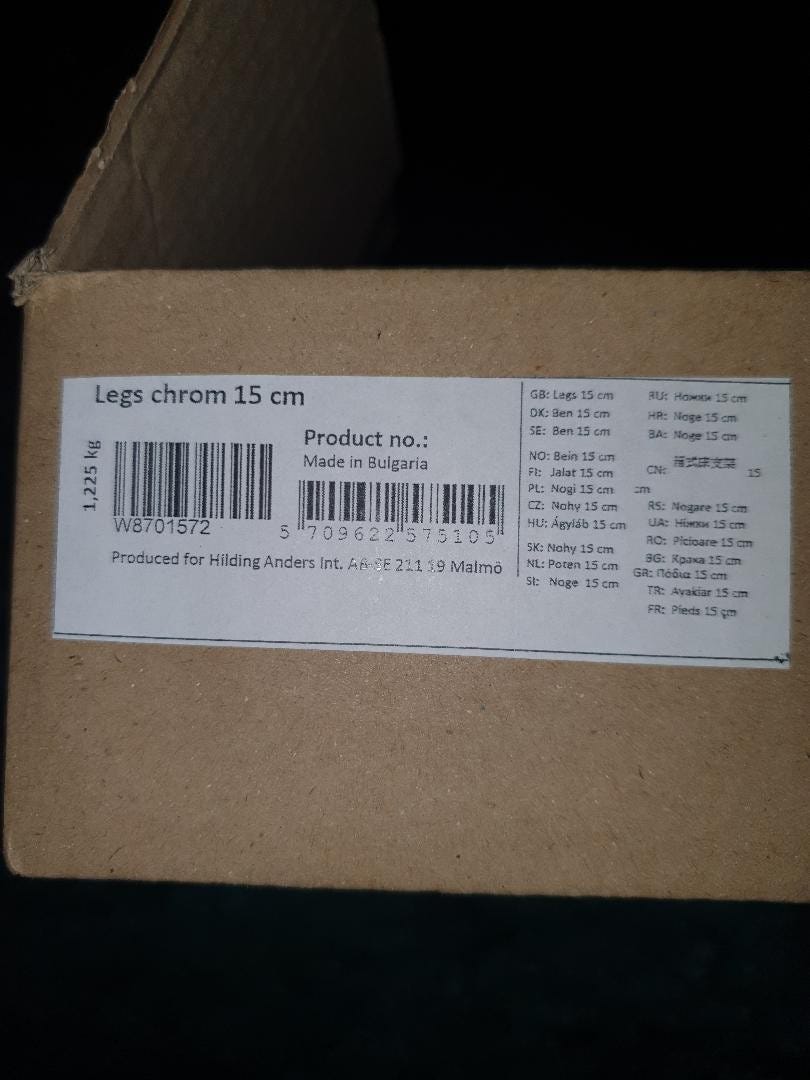 Legs chrom 15 cm
1,225 kg
W8701572
Product no.:
Made in Bulgaria
5 709622 575105
Produced for Hilding Anders Int. AB-SE 211 19 Malmö
GB: Legs 15 cm
DK: Ben 15 cm
SE: Ben 15 cm
NO: Bein 15 cm
FI: Jalat 15 cm
PL: Nogi 15 cm
CZ: Nohy 15 cm
HU: Ágyláb 15 cm
SK: Nohy 15 cm
NL: Poten 15 cm
SI: Noge 15 cm
RU: Ножки 15 cm
HR: Noge 15 cm
BA: Noge 15 cm
CN: 15
cm
RS: Nogare 15 cm
UA: Ніжки 15 cm
RO: Picioare 15 cm
BG: Крака 15 cm
GR: Πόδια 15 cm
TR: Ayaklar 15 cm
FR: Pieds 15 cm